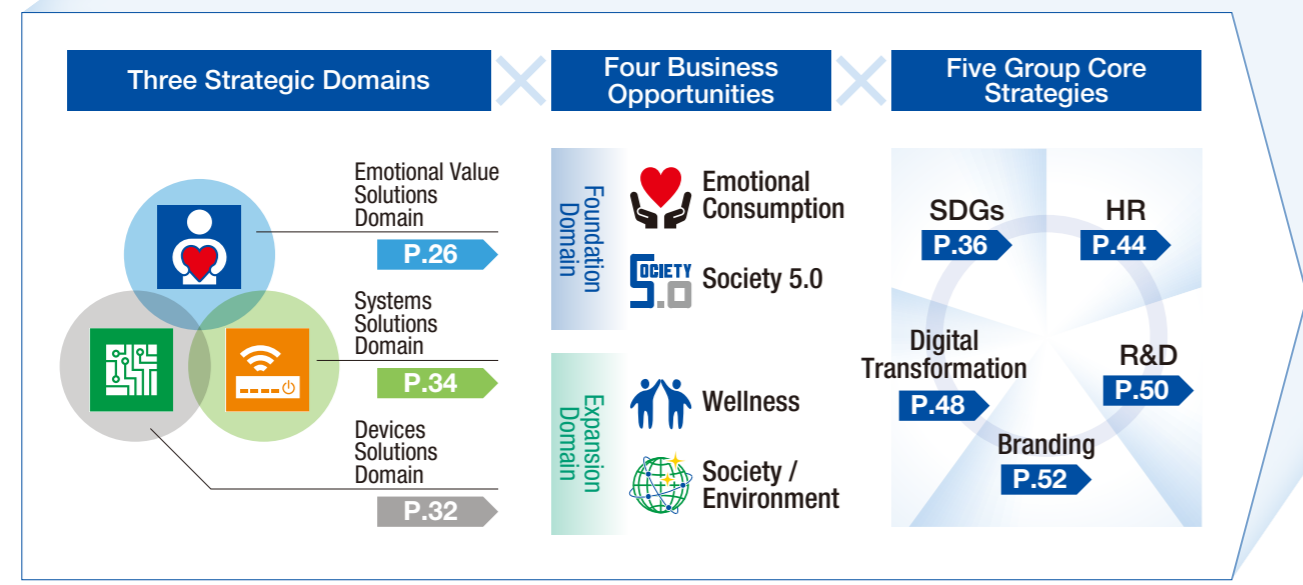 Three Strategic Domains
Four Business
Opportunities
Five Group Core
Strategies
Emotional Value
Solutions
Domain
P.26
Systems
Solutions
Domain
P.34
Devices
Solutions
Domain
P.32
Foundation
Domain
Emotional
Consumption
SOCIETY
5.0
Society 5.0
Expansion
Domain
Wellness
Society /
Environment
SDGs
P.36
HR
P.44
Digital
Transformation
P.48
R&D
P.50
Branding
P.52